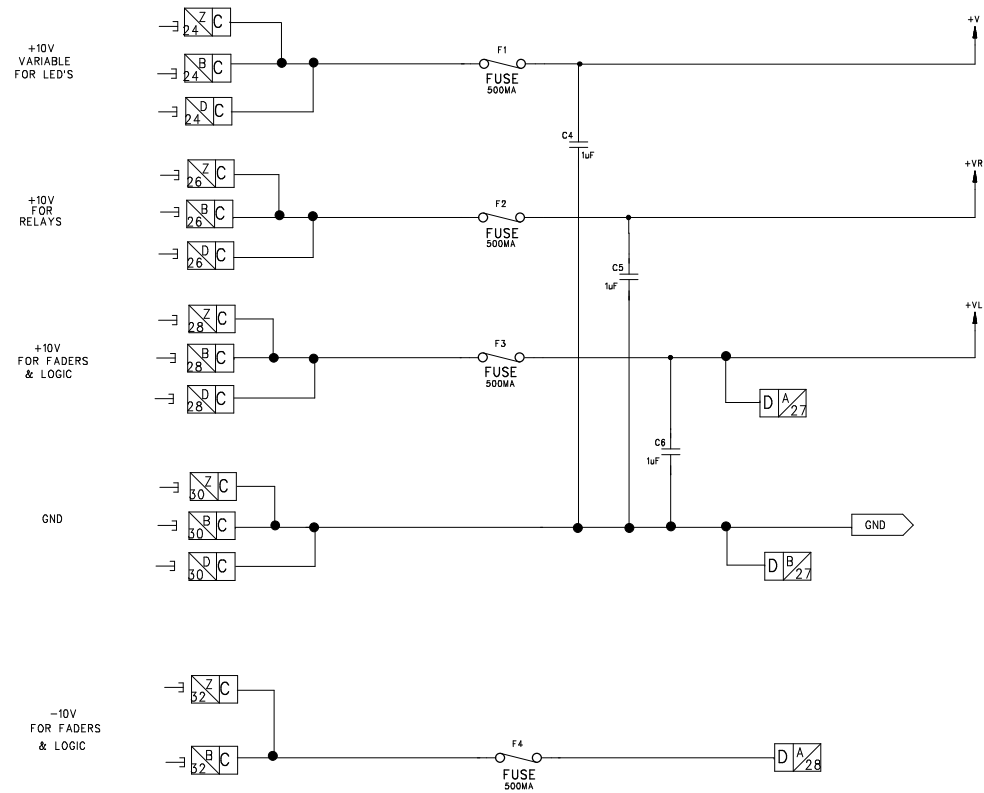 Z
24 C
+10V
VARIABLE
FOR LED'S
B
24 C
D
24 C
F1
FUSE
500MA
+V
C4
1uF
Z
26 C
+10V
FOR
RELAYS
B
26 C
D
26 C
F2
FUSE
500MA
+VR
C5
1uF
Z
28 C
+10V
FOR FADERS
& LOGIC
B
28 C
D
28 C
F3
FUSE
500MA
+VL
D A
27
C6
1uF
Z
30 C
GND
B
30 C
D
30 C
GND
D B
27
Z
32 C
-10V
FOR FADERS
& LOGIC
B
32 C
F4
FUSE
500MA
D A
28